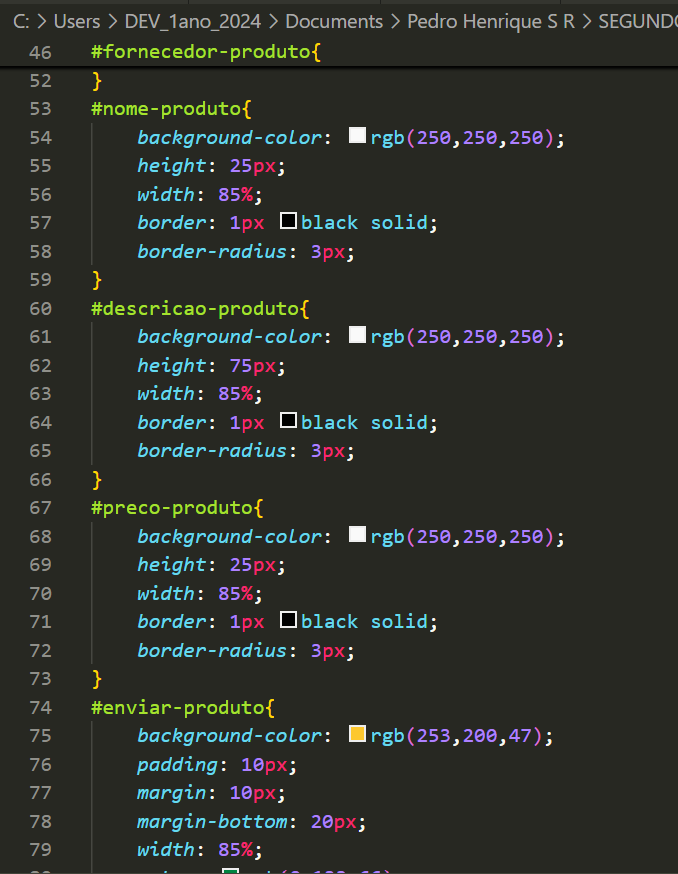 C: > Users > DEV_1ano_2024 > Documents > Pedro Henrique S R > SEGUNDO
46 #fornecedor-produto{
52 }
53 #nome-produto{
54 background-color: rgb(250,250,250);
55 height: 25px;
56 width: 85%;
57 border: 1px black solid;
58 border-radius: 3px;
59 }
60 #descricao-produto{
61 background-color: rgb(250,250,250);
62 height: 75px;
63 width: 85%;
64 border: 1px black solid;
65 border-radius: 3px;
66 }
67 #preco-produto{
68 background-color: rgb(250,250,250);
69 height: 25px;
70 width: 85%;
71 border: 1px black solid;
72 border-radius: 3px;
73 }
74 #enviar-produto{
75 background-color: rgb(253,200,47);
76 padding: 10px;
77 margin: 10px;
78 margin-bottom: 20px;
79 width: 85%;